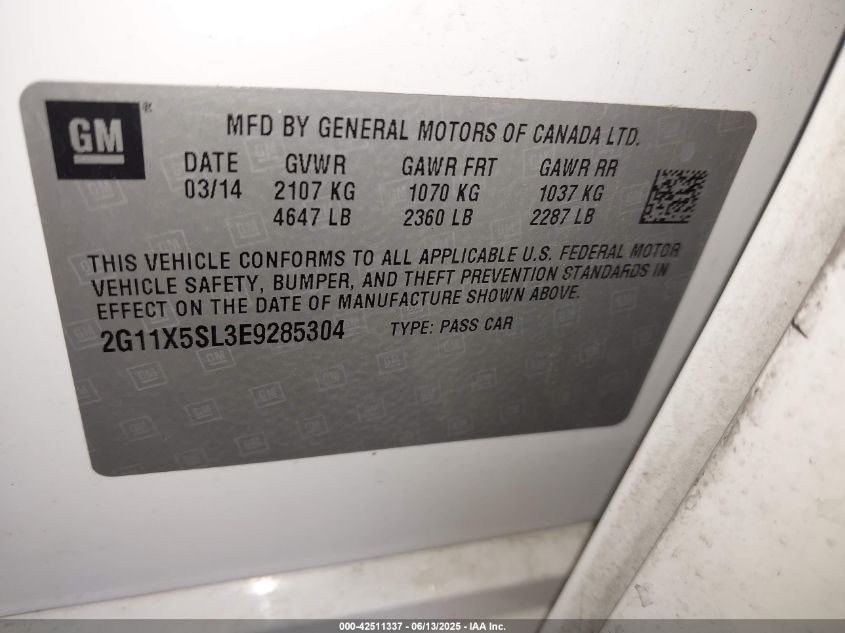 GM®
MFD BY GENERAL MOTORS OF CANADA LTD.
DATE GVWR GAWR FRT GAWR RR
03/14 2107 KG 1070 KG 1037 KG
4647 LB 2360 LB 2287 LB
THIS VEHICLE CONFORMS TO ALL APPLICABLE U.S. FEDERAL MOTOR
VEHICLE SAFETY, BUMPER, AND THEFT PREVENTION STANDARDS IN
EFFECT ON THE DATE OF MANUFACTURE SHOWN ABOVE.
2G11X5SL3E9285304 TYPE: PASS CAR
000-42511337 - 06/13/2025 - IAA Inc.